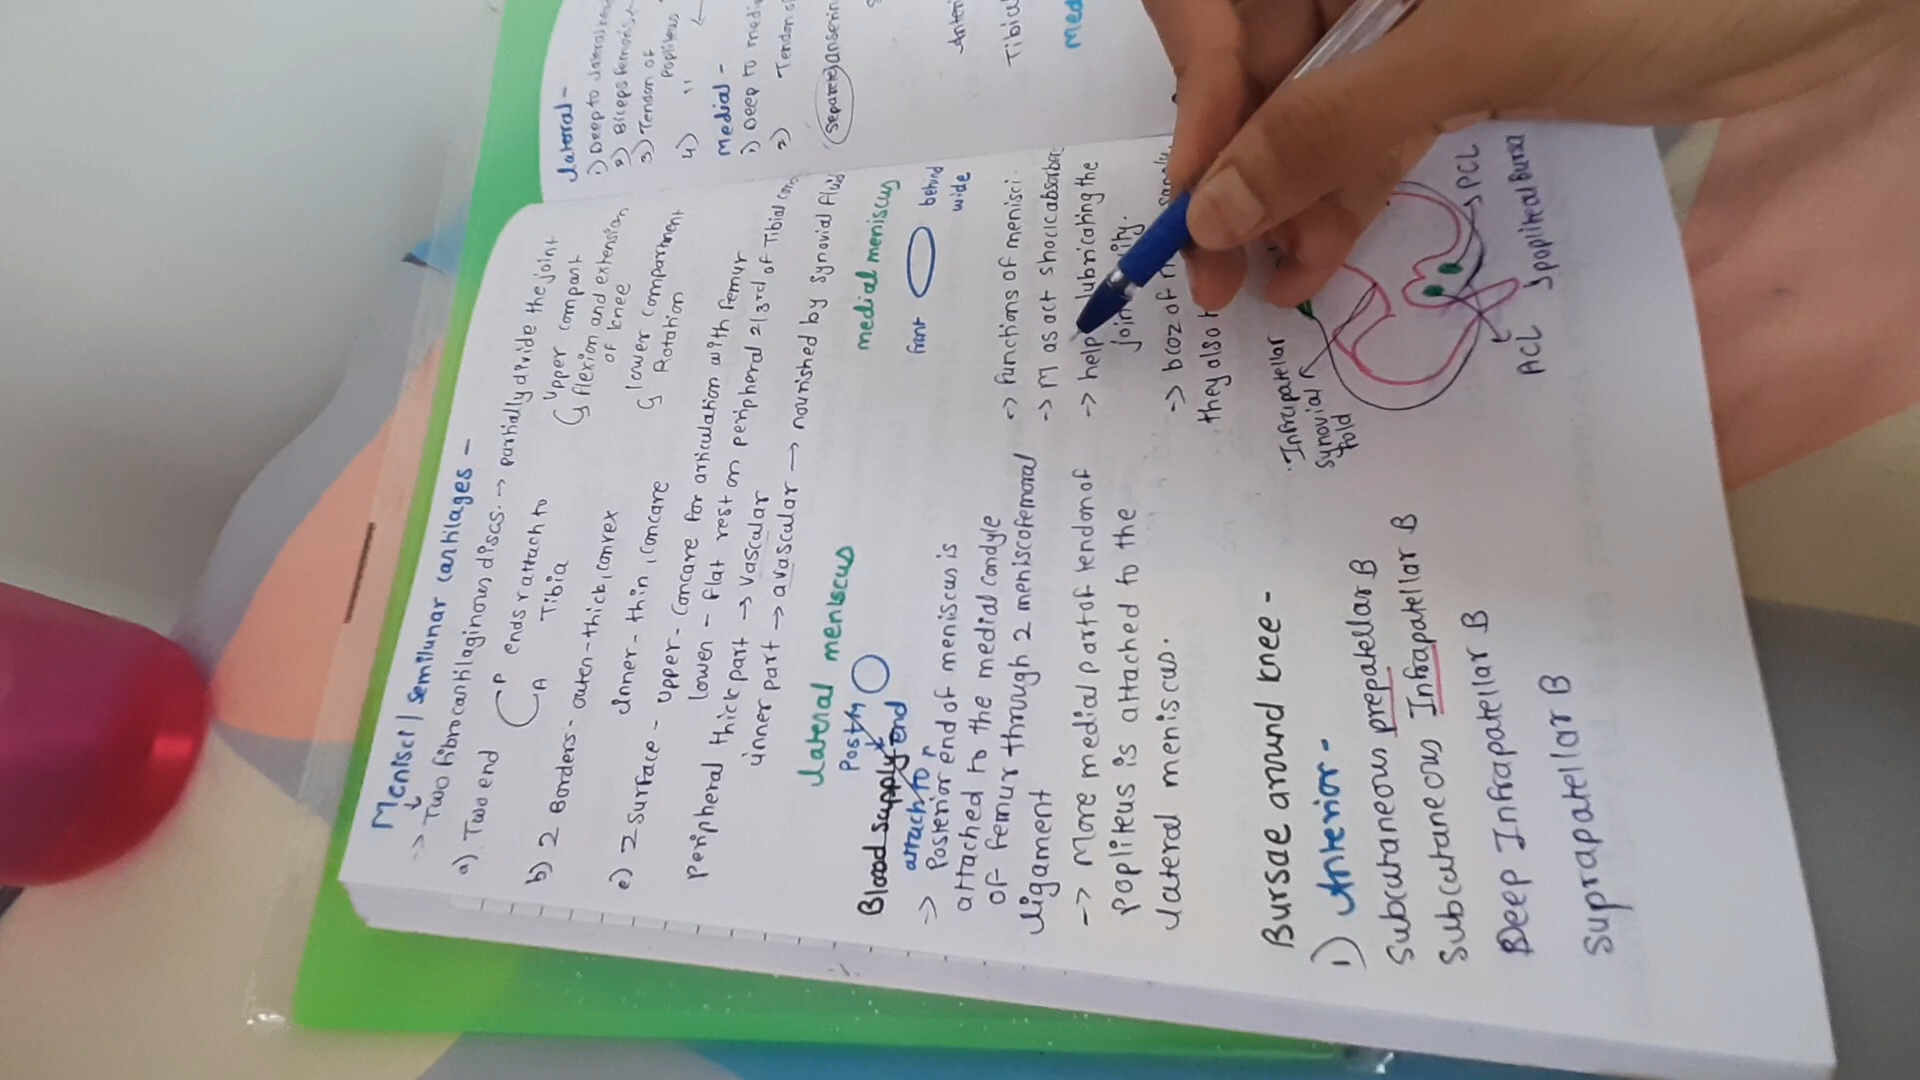 Menisci / Semilunar cartilages -
-> Two fibrocartilaginous discs. -> partially divide the joint
a) Two end P ends r attach to
A Tibia
Upper compant
flexion and extension
of knee
b) 2 Borders - outer - thick, convex
inner - thin, concave
lower compartment
Rotation
c) 2 surface - upper - concave for articulation with femur
lower - flat rest on peripheral 2/3rd of Tibial con
peripheral thick part -> vascular
inner part -> avascular -> nourished by synovial fluid
lateral meniscus
medial meniscus
Post
end
attach to
Blood supply
front
behind
wide
-> Posterior end of meniscus is
attached to the medial condyle
of femur through 2 meniscofemoral
ligament
-> More medial part of tendon of
popliteus is attached to the
lateral meniscus.
-> Functions of menisci.
-> M as act shock absorber
-> help lubricating the
-> bcoz of
they also
Bursae around knee -
1) Anterior -
Subcutaneous prepatellar B
Subcutaneous Infrapatellar B
Deep Infrapatellar B
Suprapatellar B
Infrapatellar
synovial
fold
ACL
PCL
popliteal Bursa
lateral -
1) Deep to lateral
2) Biceps femoris
3) Tendon of
popliteus
4) "
Medial -
1) Deep to medi
2) Tendon
separate anserin
Anteri
Tibial
med